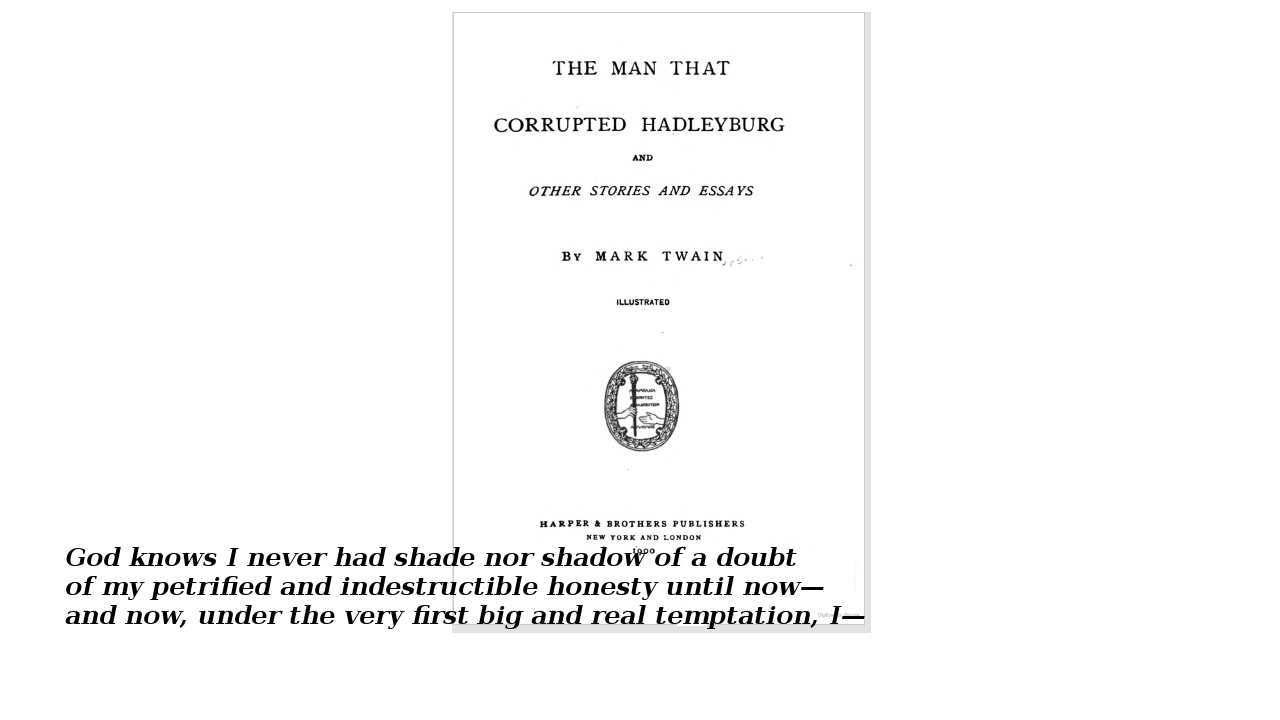 THE MAN THAT
CORRUPTED HADLEYBURG
AND
OTHER STORIES AND ESSAYS
By MARK TWAIN
ILLUSTRATED
HARPER & BROTHERS PUBLISHERS
NEW YORK AND LONDON
1900
God knows I never had shade nor shadow of a doubt
of my petrified and indestructible honesty until now—
and now, under the very first big and real temptation, I—